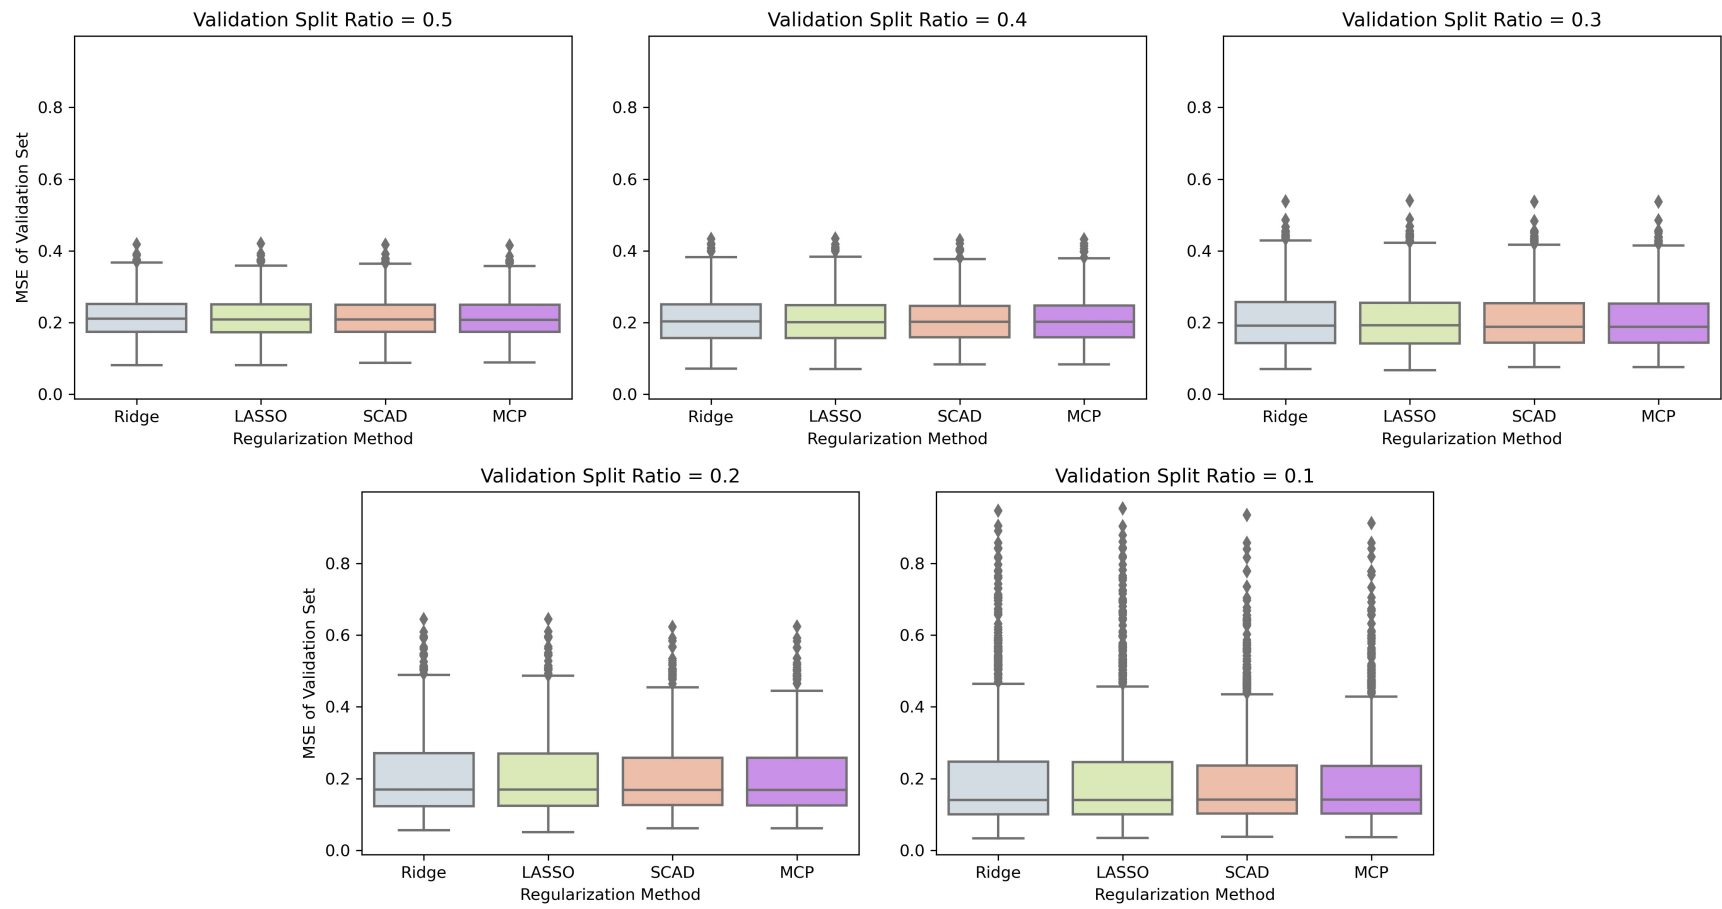 Validation Split Ratio = 0.5
MSE of Validation Set
0.8
0.6
0.4
0.2
0.0
Ridge LASSO SCAD MCP
Regularization Method
Validation Split Ratio = 0.4
0.8
0.6
0.4
0.2
0.0
Ridge LASSO SCAD MCP
Regularization Method
Validation Split Ratio = 0.3
0.8
0.6
0.4
0.2
0.0
Ridge LASSO SCAD MCP
Regularization Method
Validation Split Ratio = 0.2
MSE of Validation Set
0.8
0.6
0.4
0.2
0.0
Ridge LASSO SCAD MCP
Regularization Method
Validation Split Ratio = 0.1
0.8
0.6
0.4
0.2
0.0
Ridge LASSO SCAD MCP
Regularization Method